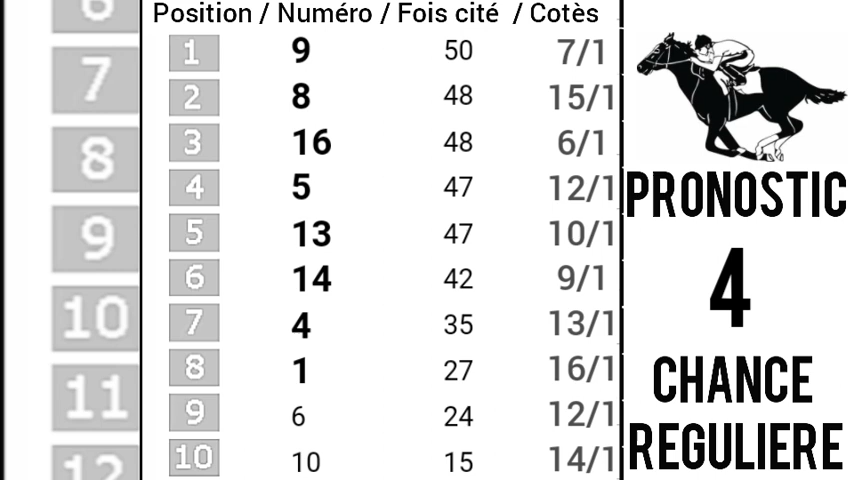 6
7
8
9
10
11
12
Position / Numéro / Fois cité / Cotès
1 9 50 7/1
2 8 48 15/1
3 16 48 6/1
4 5 47 12/1
5 13 47 10/1
6 14 42 9/1
7 4 35 13/1
8 1 27 16/1
9 6 24 12/1
10 10 15 14/1
PRONOSTIC
4
CHANCE
REGULIERE